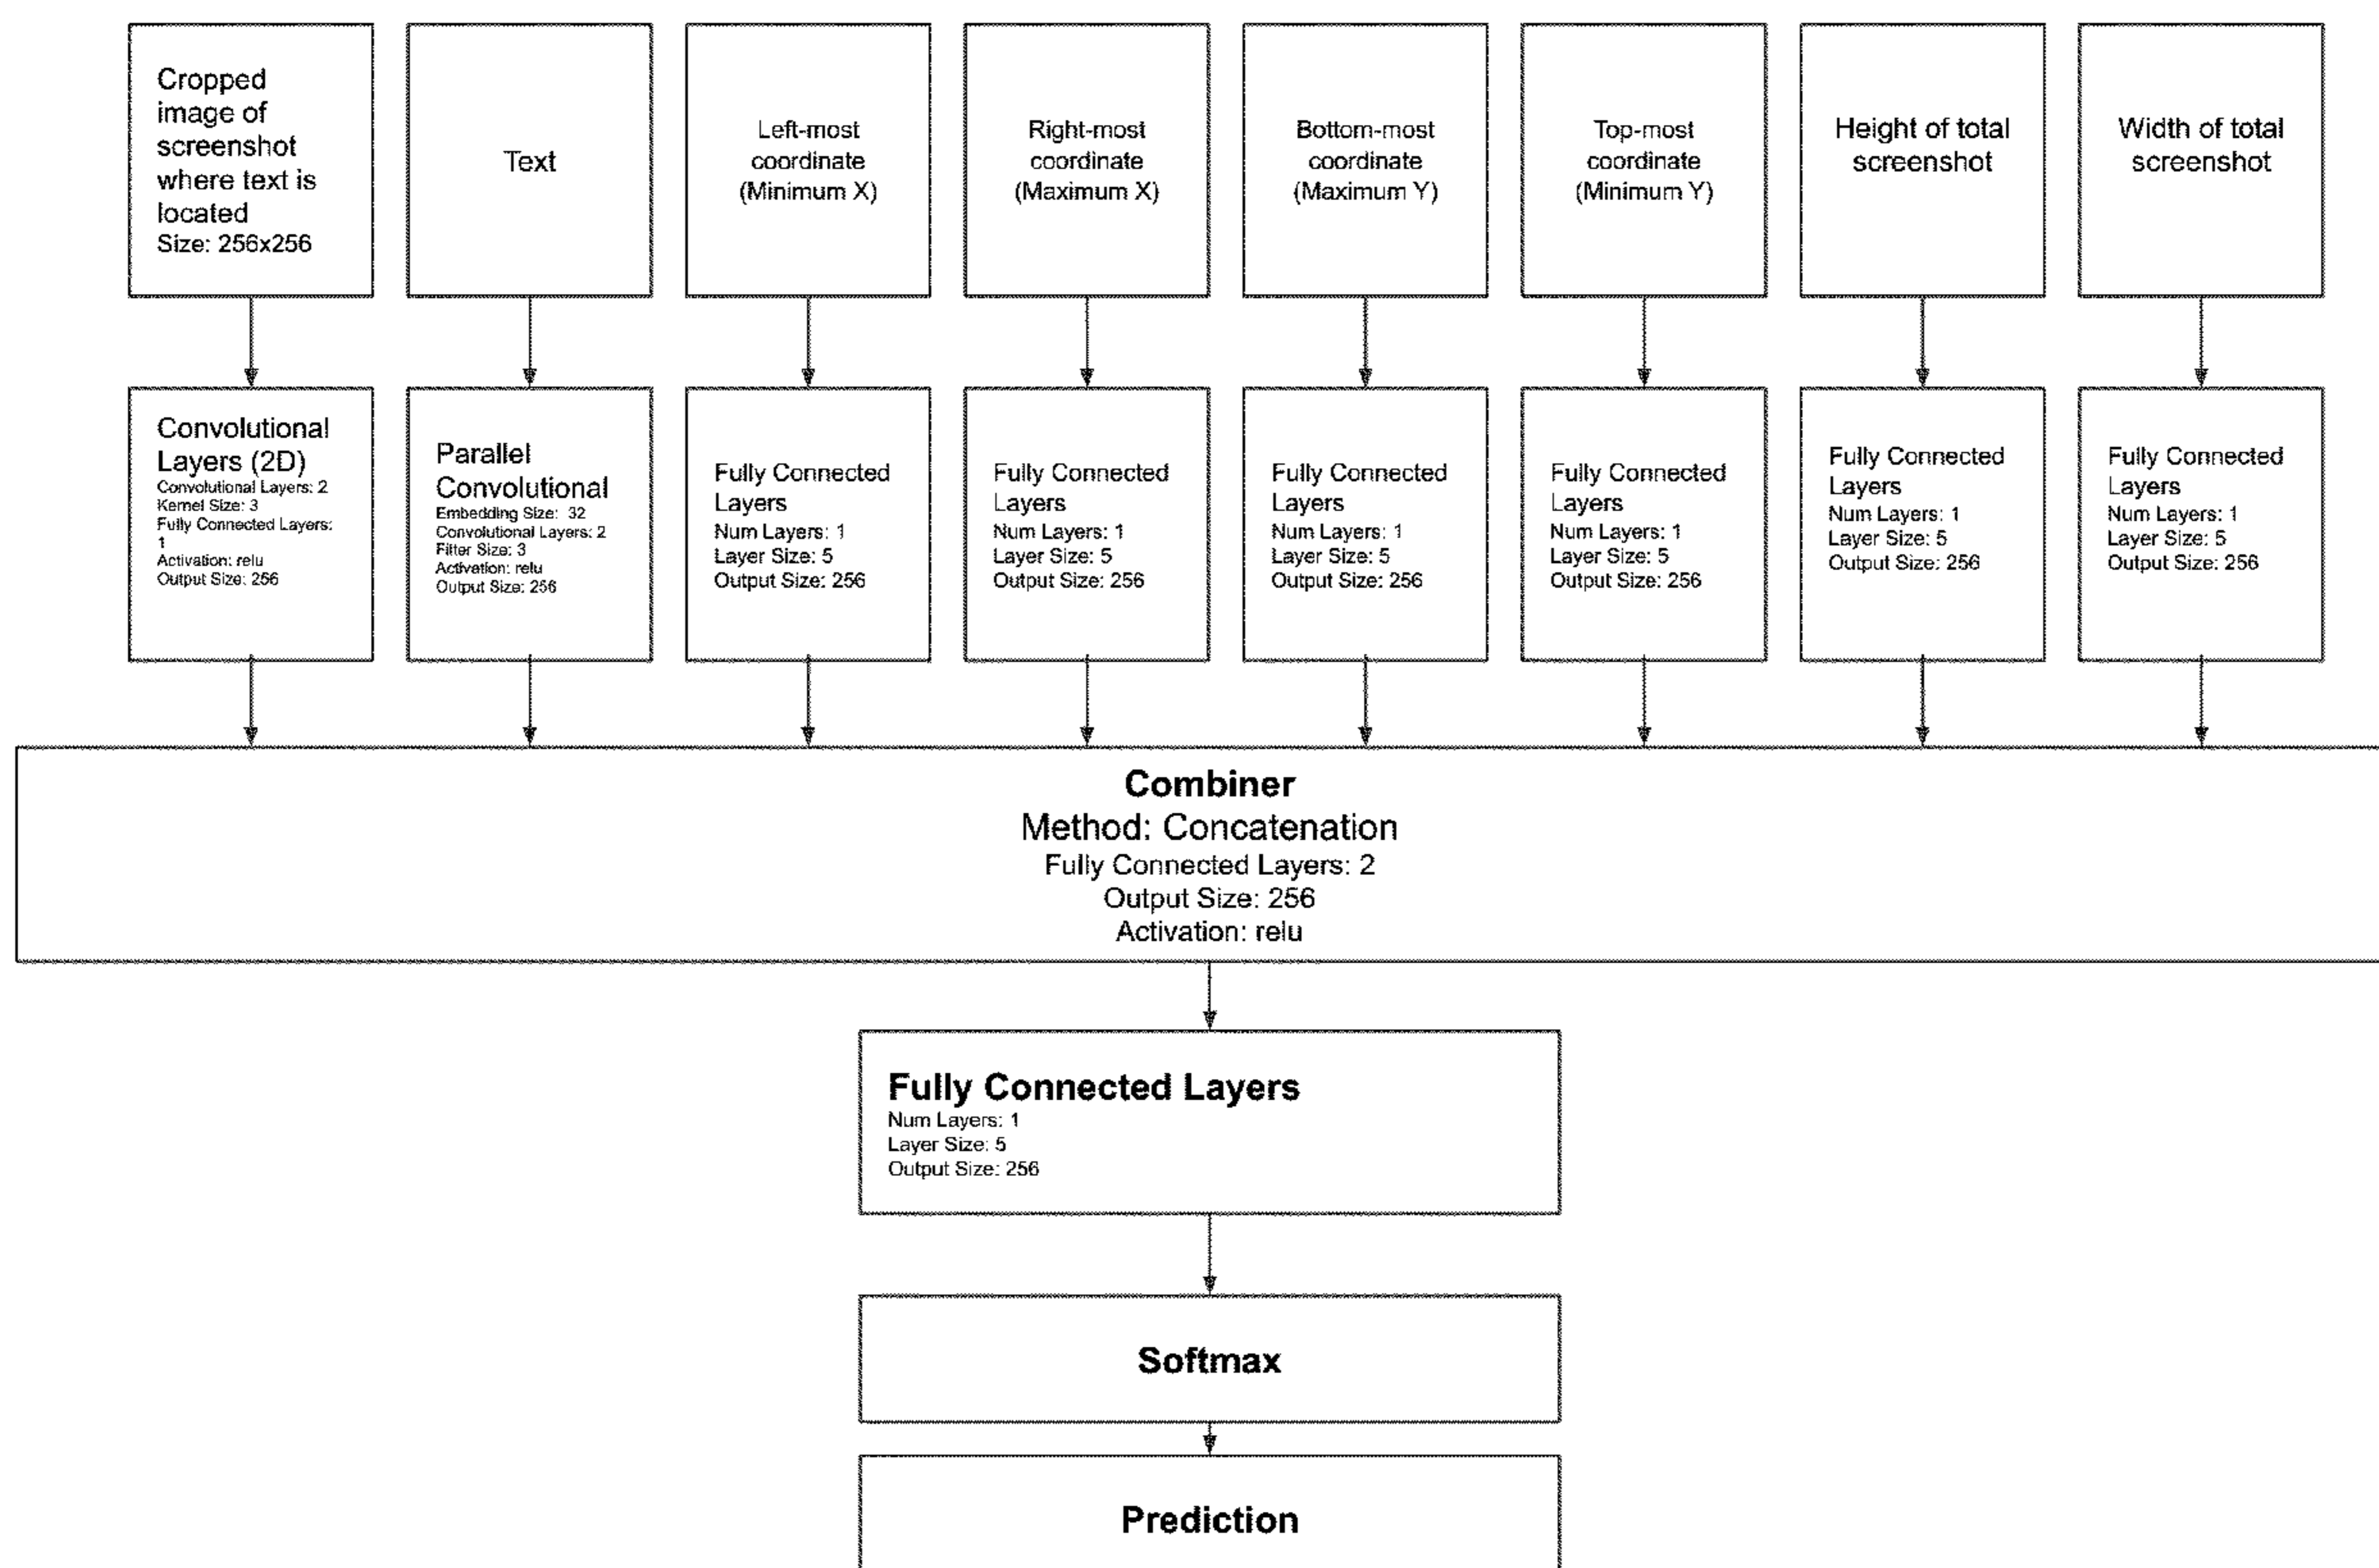 Cropped
image of
screenshot
where text is
located
Size: 256x256
Text
Left-most
coordinate
(Minimum X)
Right-most
coordinate
(Maximum X)
Bottom-most
coordinate
(Maximum Y)
Top-most
coordinate
(Minimum Y)
Height of total
screenshot
Width of total
screenshot
Convolutional
Layers (2D)
Convolutional Layers: 2
Kernel Size: 3
Fully Connected Layers:
1
Activation: relu
Output Size: 256
Parallel
Convolutional
Embedding Size: 32
Convolutional Layers: 2
Filter Size: 3
Activation: relu
Output Size: 256
Fully Connected
Layers
Num Layers: 1
Layer Size: 5
Output Size: 256
Fully Connected
Layers
Num Layers: 1
Layer Size: 5
Output Size: 256
Fully Connected
Layers
Num Layers: 1
Layer Size: 5
Output Size: 256
Fully Connected
Layers
Num Layers: 1
Layer Size: 5
Output Size: 256
Fully Connected
Layers
Num Layers: 1
Layer Size: 5
Output Size: 256
Fully Connected
Layers
Num Layers: 1
Layer Size: 5
Output Size: 256
Combiner
Method: Concatenation
Fully Connected Layers: 2
Output Size: 256
Activation: relu
Fully Connected Layers
Num Layers: 1
Layer Size: 5
Output Size: 256
Softmax
Prediction